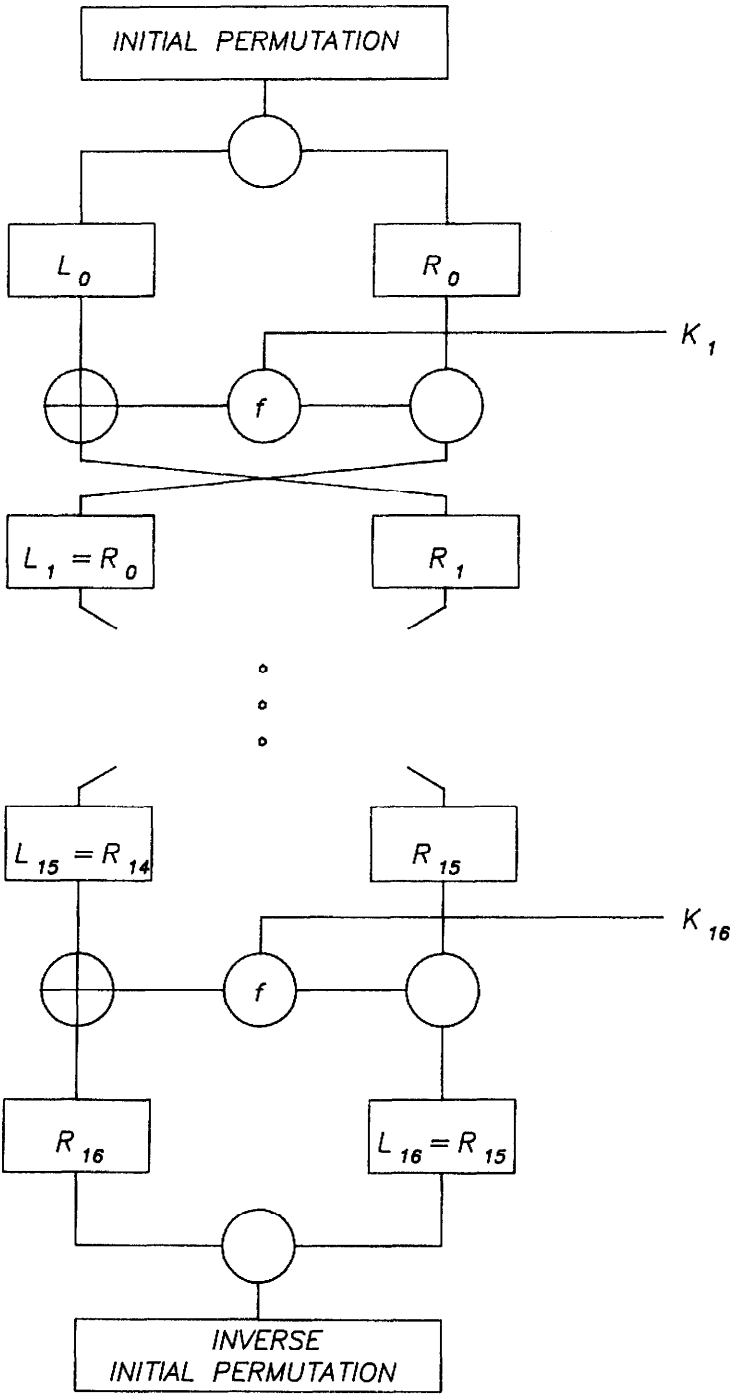 INITIAL PERMUTATION
L₀
R₀
K₁
f
L₁ = R₀
R₁
L₁₅ = R₁₄
R₁₅
K₁₆
f
R₁₆
L₁₆ = R₁₅
INVERSE
INITIAL PERMUTATION